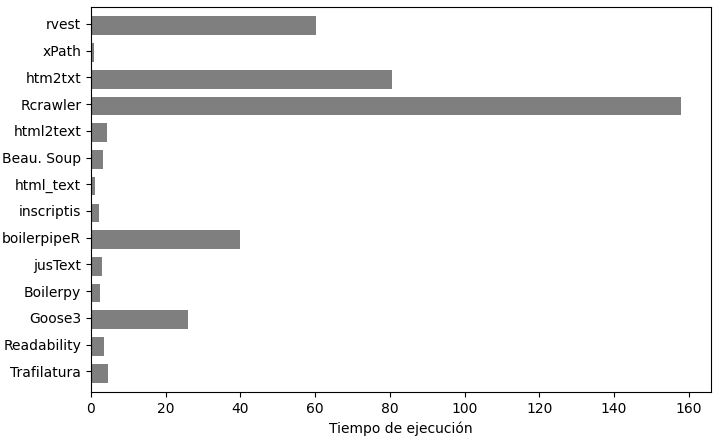 rvest
xPath
htm2txt
Rcrawler
html2text
Beau. Soup
html_text
inscriptis
boilerpipeR
jusText
Boilerpy
Goose3
Readability
Trafilatura
0 20 40 60 80 100 120 140 160
Tiempo de ejecución